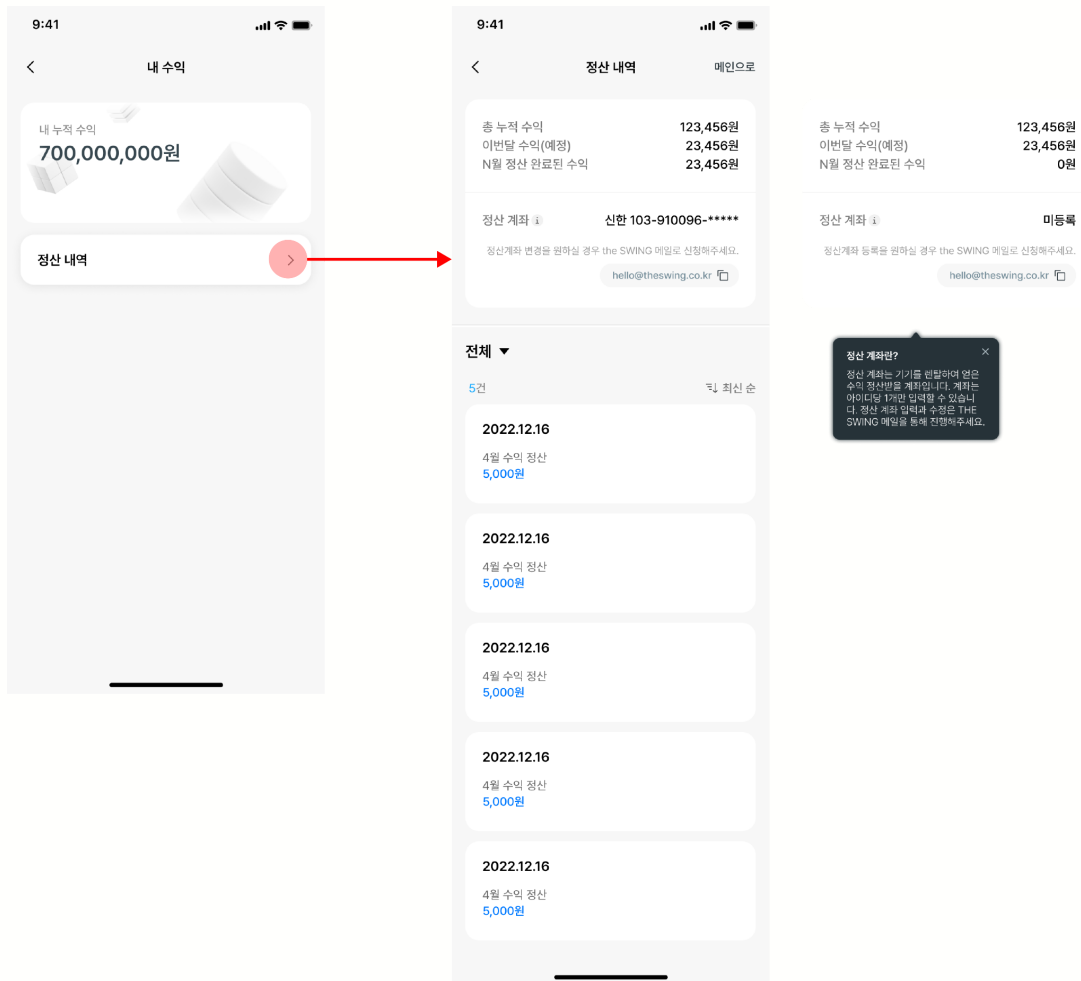 9:41
내 수익
내 누적 수익
700,000,000원
정산 내역
9:41
정산 내역
메인으로
총 누적 수익 123,456원
이번달 수익(예정) 23,456원
N월 정산 완료된 수익 23,456원
정산 계좌 i 신한 103-910096-*****
정산계좌 변경을 원하실 경우 the SWING 메일로 신청해주세요.
hello@theswing.co.kr
전체
5건
최신 순
2022.12.16
4월 수익 정산
5,000원
2022.12.16
4월 수익 정산
5,000원
2022.12.16
4월 수익 정산
5,000원
2022.12.16
4월 수익 정산
5,000원
2022.12.16
4월 수익 정산
5,000원
총 누적 수익 123,456원
이번달 수익(예정) 23,456원
N월 정산 완료된 수익 0원
정산 계좌 i 미등록
정산계좌 등록을 원하실 경우 the SWING 메일로 신청해주세요.
hello@theswing.co.kr
정산 계좌란?
정산 계좌는 기기를 렌탈하여 얻은
수익 정산받을 계좌입니다. 계좌는
아이디당 1개만 입력할 수 있습니
다. 정산 계좌 입력과 수정은 THE
SWING 메일을 통해 진행해주세요.